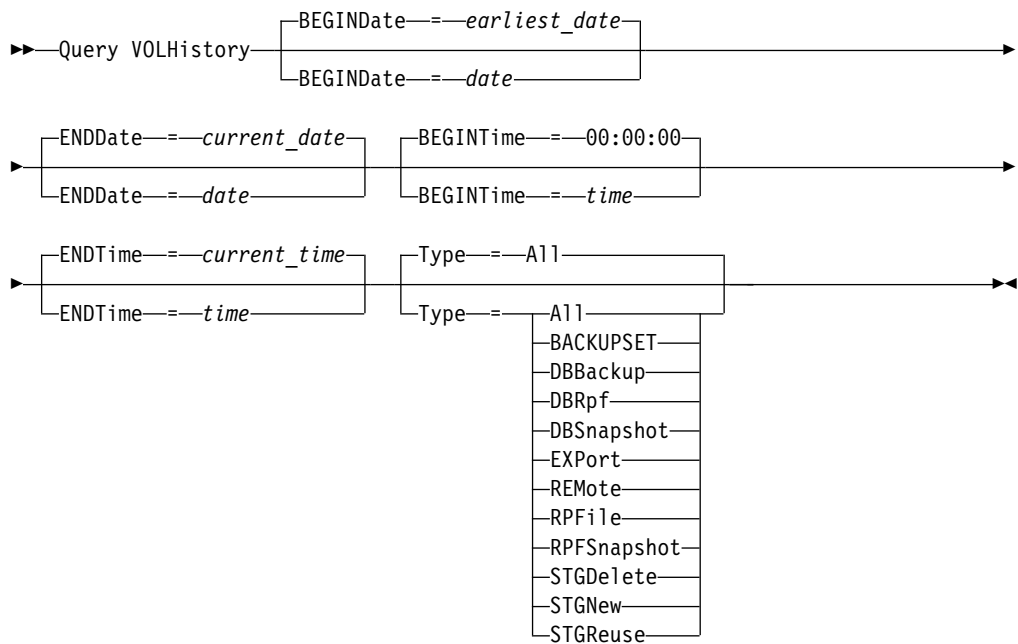 BEGINDate = earliest_date
Query VOLHistory
BEGINDate = date
ENDDate = current_date BEGINTime = 00:00:00
ENDDate = date BEGINTime = time
ENDTime = current_time Type = All
ENDTime = time Type = All
BACKUPSET
DBBackup
DBRpf
DBSnapshot
EXPort
REMote
RPFile
RPFSnapshot
STGDelete
STGNew
STGReuse